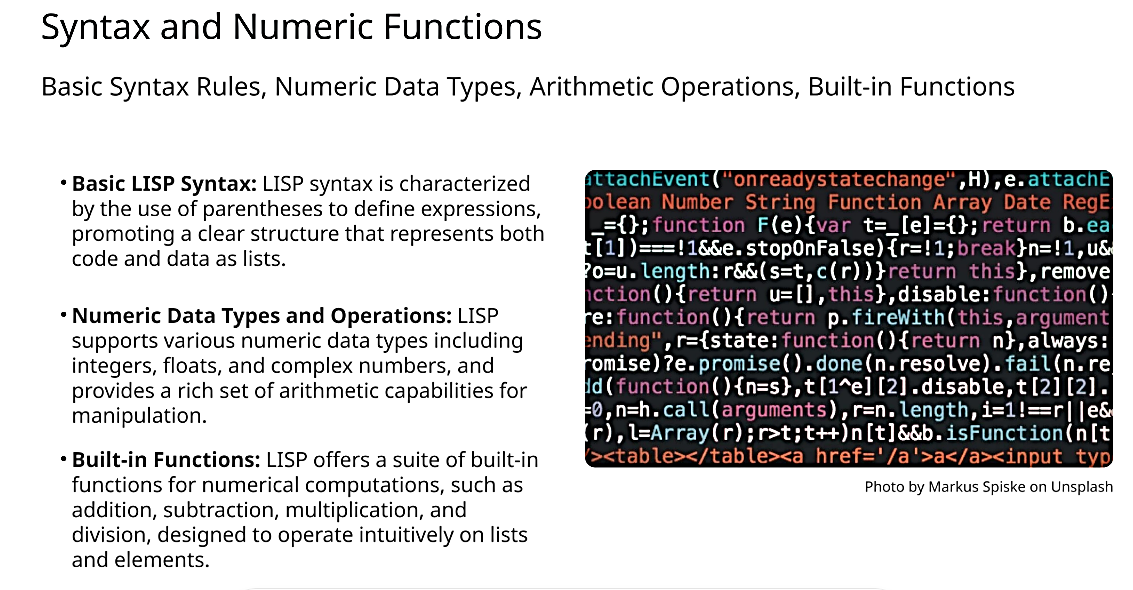 Syntax and Numeric Functions
Basic Syntax Rules, Numeric Data Types, Arithmetic Operations, Built-in Functions
• Basic LISP Syntax: LISP syntax is characterized
by the use of parentheses to define expressions,
promoting a clear structure that represents both
code and data as lists.
• Numeric Data Types and Operations: LISP
supports various numeric data types including
integers, floats, and complex numbers, and
provides a rich set of arithmetic capabilities for
manipulation.
• Built-in Functions: LISP offers a suite of built-in
functions for numerical computations, such as
addition, subtraction, multiplication, and
division, designed to operate intuitively on lists
and elements.
ttachEvent("onreadystatechange",H),e.attachE
olean Number String Function Array Date RegE
_={};function F(e){var t=_[e]={};return b.ea
t[1])===!1&&e.stopOnFalse){r=!1;break}n=!1,u&
?o=u.length:r&&(s=t,c(r))}return this},remove
nction(){return u=[],this},disable:function()
re:function(){return p.fireWith(this,argument
ending",r={state:function(){return n},always:
romise)?e.promise().done(n.resolve).fail(n.re
dd(function(){n=s},t[1^e][2].disable,t[2][2].
=0,n=h.call(arguments),r=n.length,i=1!==r||e&
(r),l=Array(r);r>t;t++)n[t]&&b.isFunction(n[t
/><table></table><a href='/a'>a</a><input typ
Photo by Markus Spiske on Unsplash